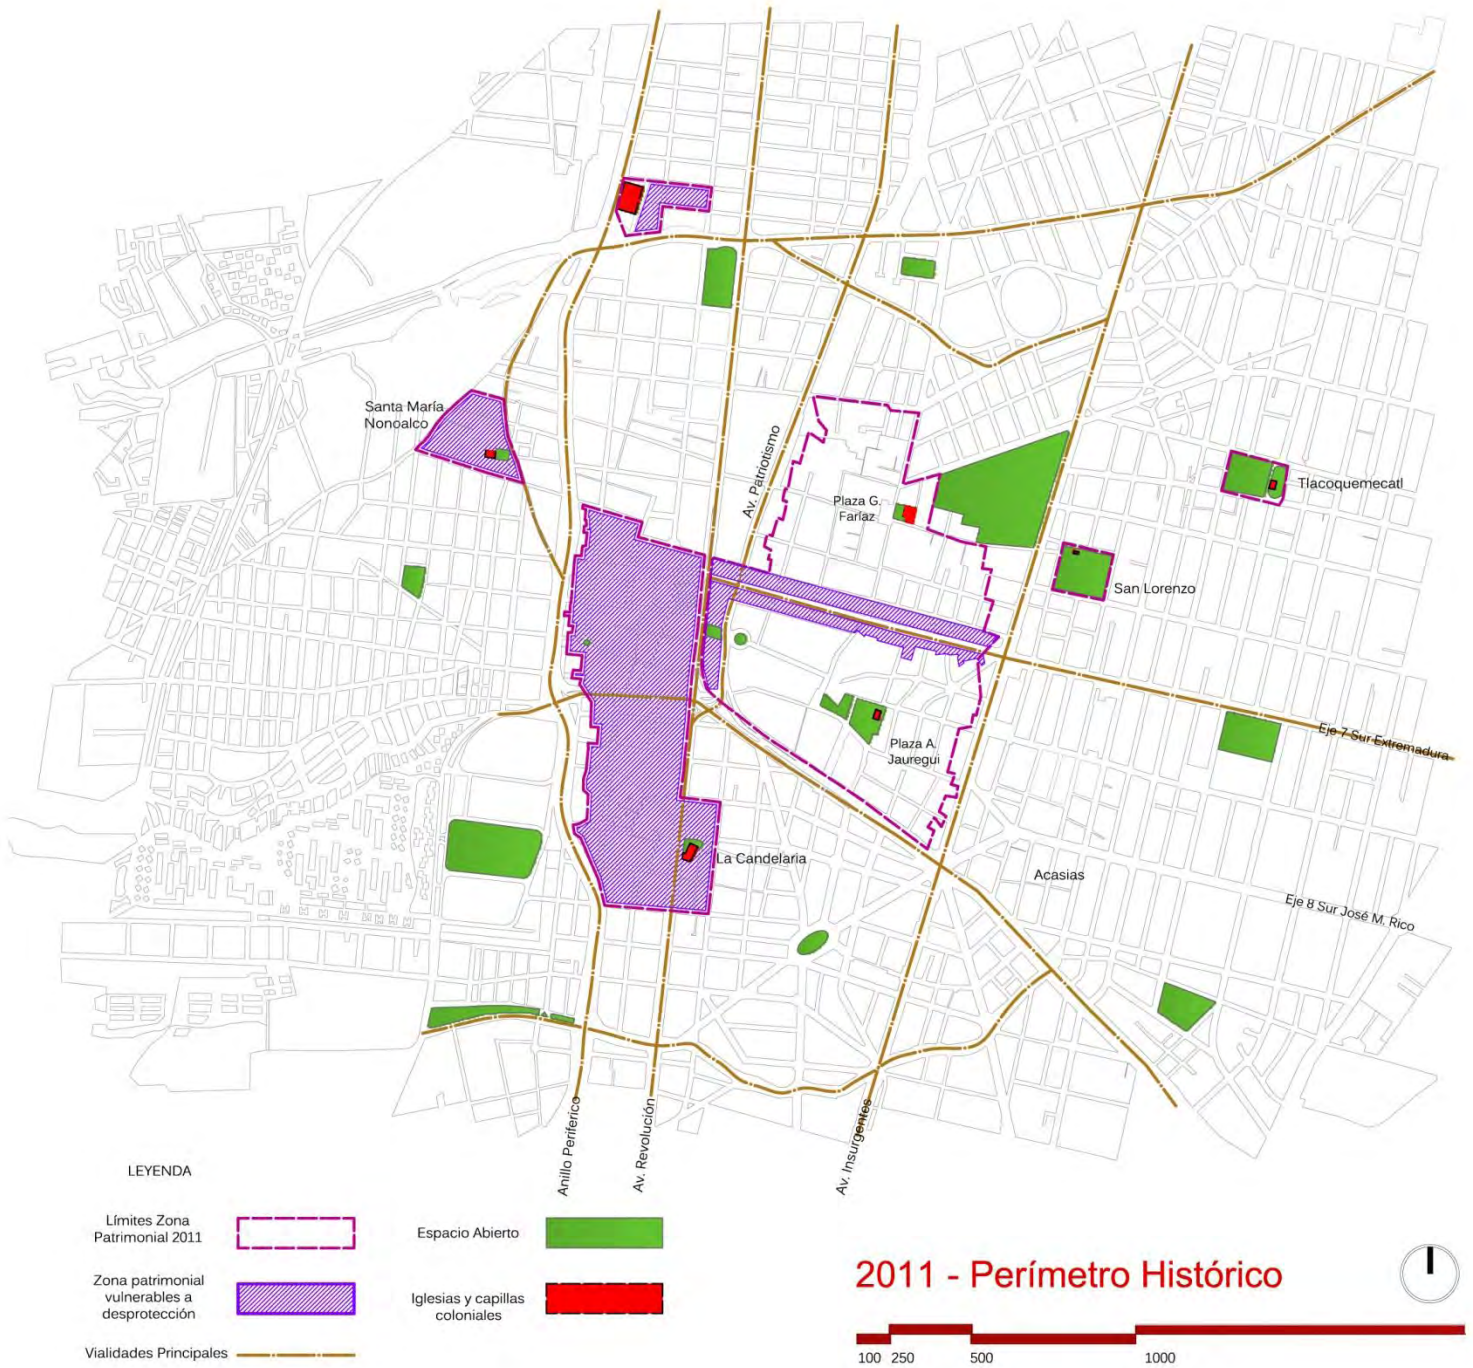 Santa María
Nonoalco
Av. Patriotismo
Plaza G.
Faríaz
Tlacoquemecatl
San Lorenzo
Eje 7 Sur Extremadura
Plaza A.
Jauregui
La Candelaria
Acasias
Eje 8 Sur José M. Rico
Anillo Periferico
Av. Revolución
Av. Insurgentes
LEYENDA
Límites Zona
Patrimonial 2011
Espacio Abierto
Zona patrimonial
vulnerables a
desprotección
Iglesias y capillas
coloniales
Vialidades Principales
2011 - Perímetro Histórico
100 250 500 1000